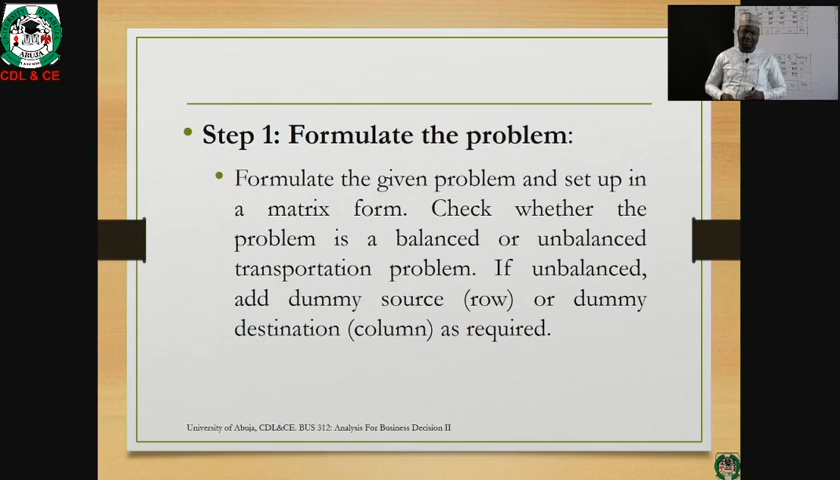 ABUJA
CDL & CE
• Step 1: Formulate the problem:
• Formulate the given problem and set up in
a matrix form. Check whether the
problem is a balanced or unbalanced
transportation problem. If unbalanced,
add dummy source (row) or dummy
destination (column) as required.
University of Abuja, CDL&CE. BUS 312: Analysis For Business Decision II